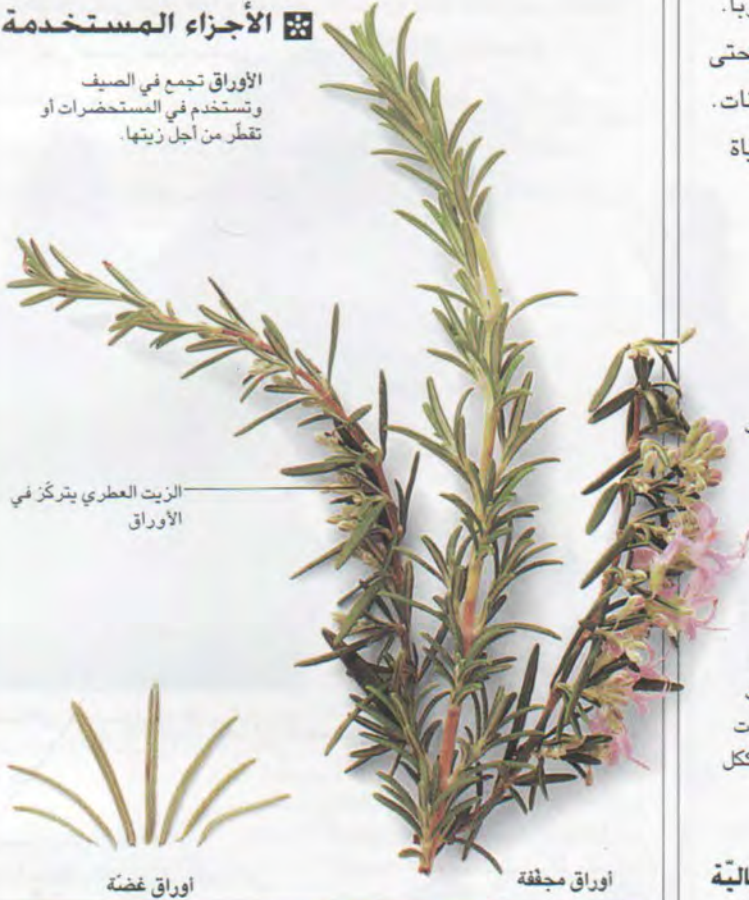 الأجزاء المستخدمة
الأوراق تجمع في الصيف
وتستخدم في المستحضرات أو
تقطّر من أجل زيتها.
الزيت العطري يتركّز في
الأوراق
أوراق غضّة
أوراق مجفّفة
حتى